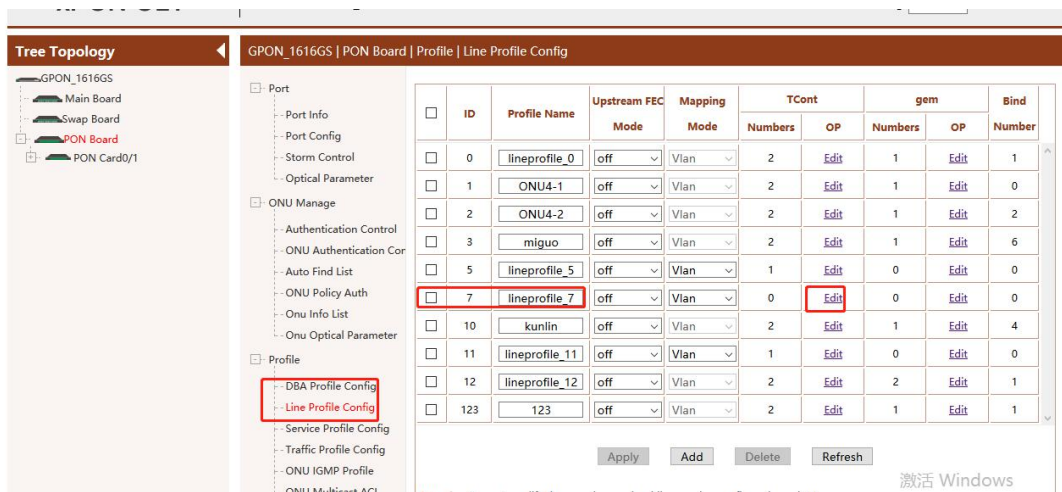 Tree Topology
GPON_1616GS | PON Board | Profile | Line Profile Config
GPON_1616GS
Main Board
Swap Board
PON Board
PON Card0/1
Port
Port Info
Port Config
Storm Control
Optical Parameter
ONU Manage
Authentication Control
ONU Authentication Con
Auto Find List
ONU Policy Auth
Onu Info List
Onu Optical Parameter
Profile
DBA Profile Config
Line Profile Config
Service Profile Config
Traffic Profile Config
ONU IGMP Profile
ONU Multicast ACL
ID Profile Name Upstream FEC Mode Mapping Mode TCont gem Bind Number
Numbers OP Numbers OP
0 lineprofile_0 off Vlan 2 Edit 1 Edit 1
1 ONU4-1 off Vlan 2 Edit 1 Edit 0
2 ONU4-2 off Vlan 2 Edit 1 Edit 2
3 miguo off Vlan 2 Edit 1 Edit 6
5 lineprofile_5 off Vlan 1 Edit 0 Edit 0
7 lineprofile_7 off Vlan 0 Edit 0 Edit 0
10 kunlin off Vlan 2 Edit 1 Edit 4
11 lineprofile_11 off Vlan 1 Edit 0 Edit 0
12 lineprofile_12 off Vlan 2 Edit 2 Edit 1
123 123 off Vlan 2 Edit 1 Edit 1
Apply Add Delete Refresh
激活 Windows